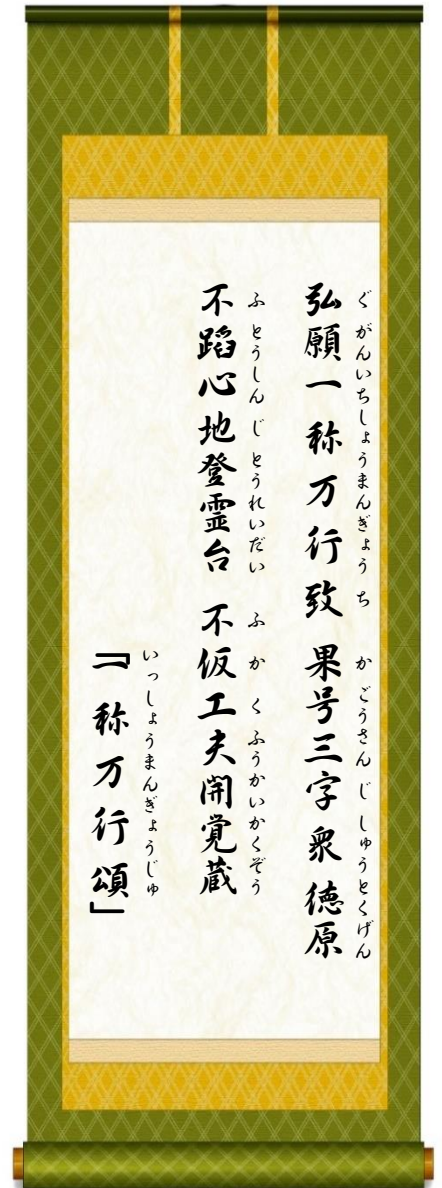 ぐがんいちしょうまんぎょうち　かごうさんじしゅうとくげん
弘願一称万行致　果号三字衆徳原
ふとうしんじとうれいだい　ふかくふうかいかくぞう
不蹈心地登霊台　不仮工夫開覚蔵
いっしょうまんぎょうじゅ
『一称万行頌』